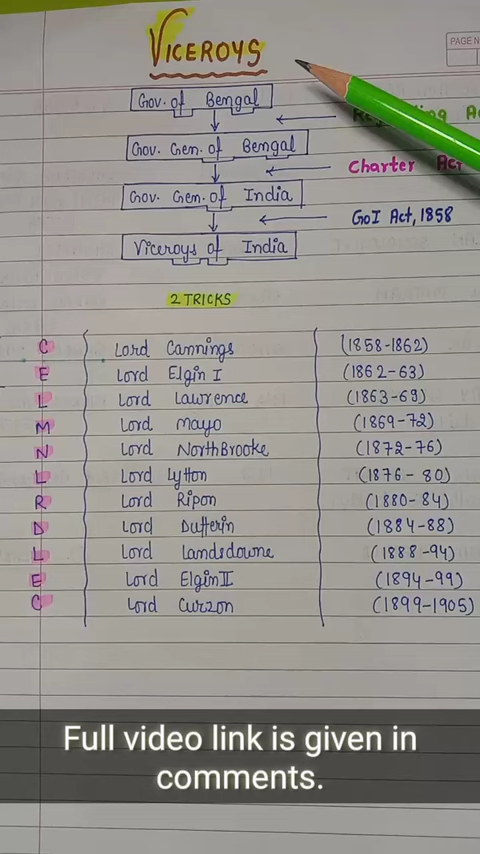 VICEROYS
PAGE N
Gov. of Bengal
Ac
Gov. Gen. of Bengal
Charter Act
Gov. Gen. of India
GoI Act, 1858
Viceroys of India
2 TRICKS
C Lord Cannings (1858-1862)
E Lord Elgin I (1862-63)
L Lord Lawrence (1863-69)
M Lord Mayo (1869-72)
N Lord NorthBrooke (1872-76)
L Lord Lytton (1876-80)
R Lord Ripon (1880-84)
D Lord Dufferin (1884-88)
L Lord Landsdowne (1888-94)
E Lord Elgin II (1894-99)
C Lord Curzon (1899-1905)
Full video link is given in
comments.